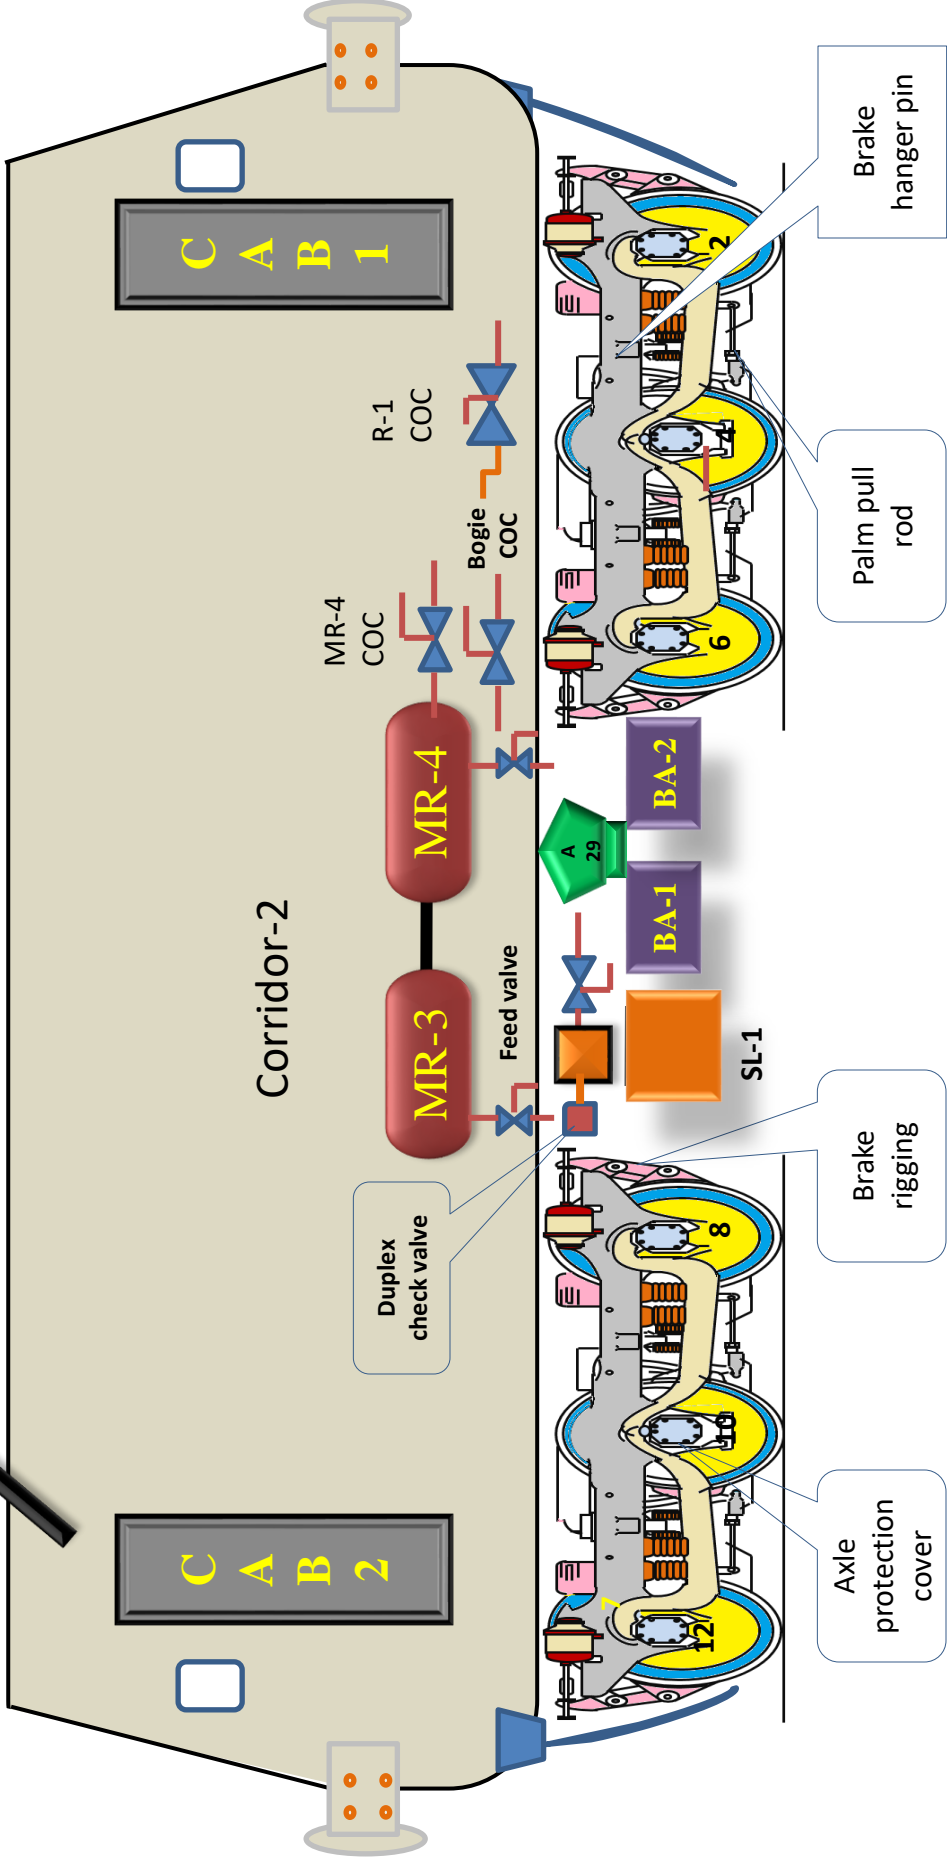 C
A
B
2
Corridor-2
C
A
B
1
MR-4
COC
R-1
COC
MR-3
MR-4
Bogie
COC
Feed valve
Duplex
check valve
A
29
BA-1
BA-2
SL-1
7
12
10
8
6
4
2
Axle
protection
cover
Brake
rigging
Palm pull
rod
Brake
hanger pin